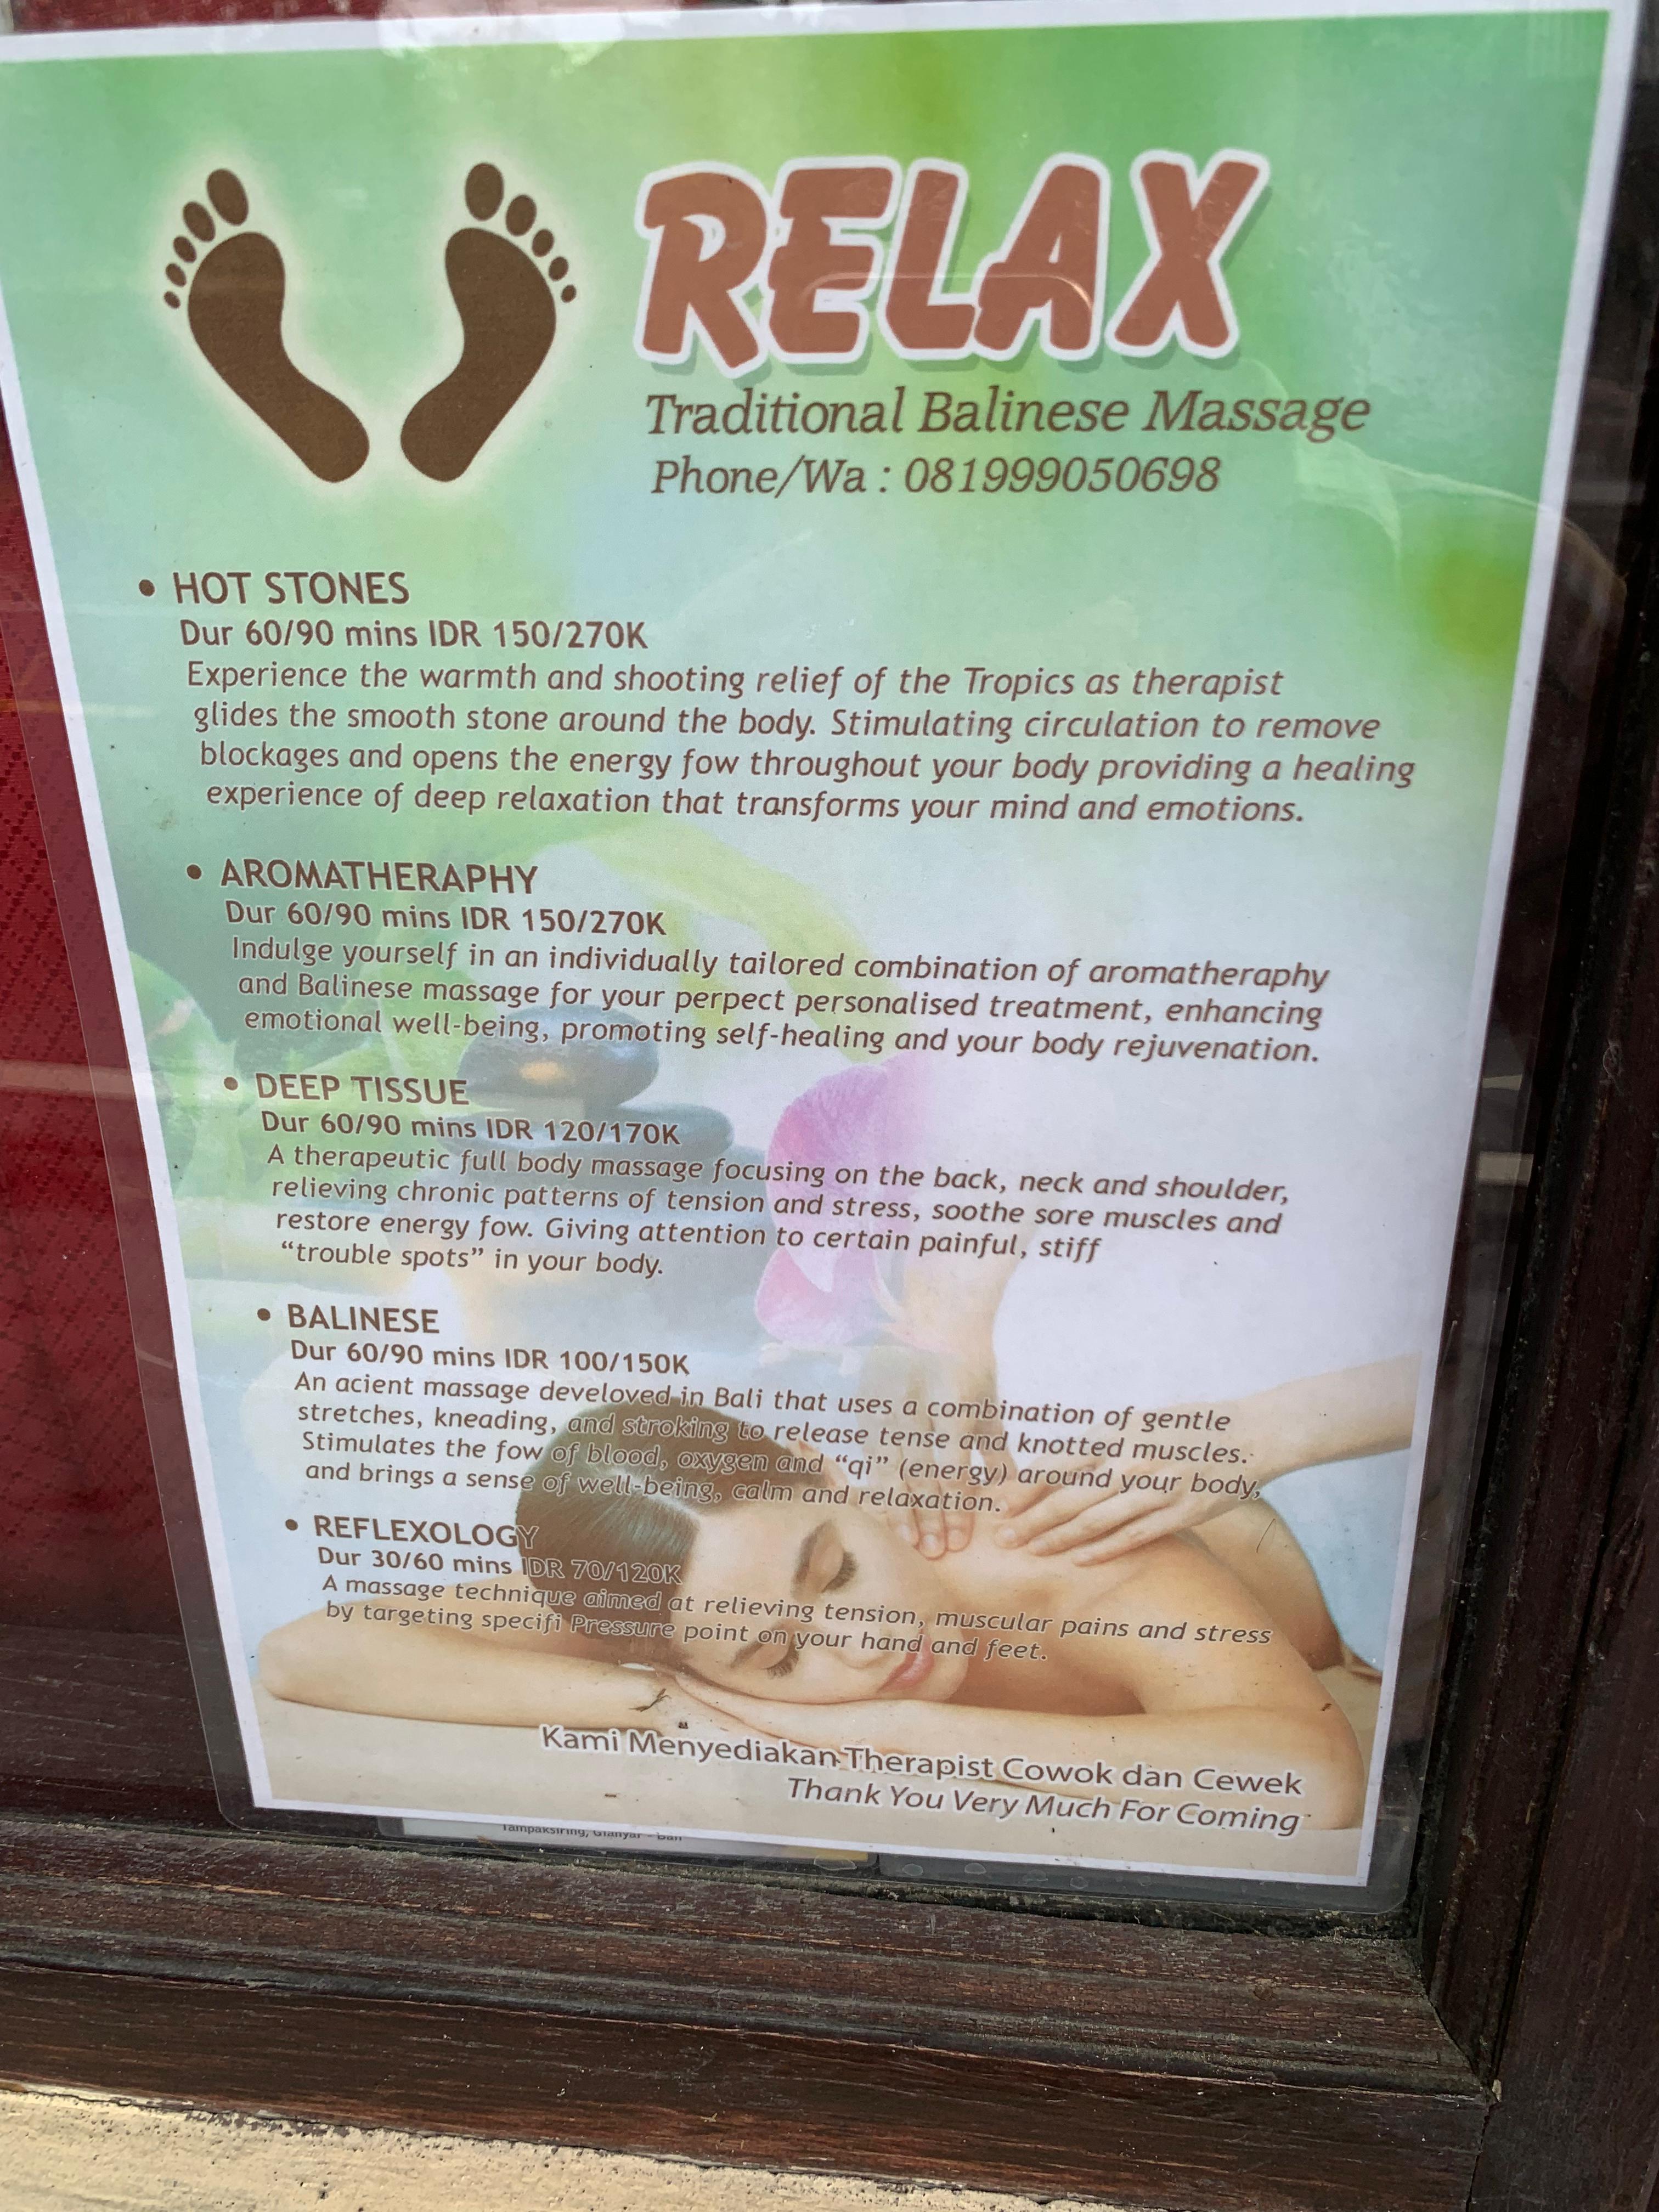 RELAX
Traditional Balinese Massage
Phone/Wa : 081999050698
• HOT STONES
Dur 60/90 mins IDR 150/270K
Experience the warmth and shooting relief of the Tropics as therapist
glides the smooth stone around the body. Stimulating circulation to remove
blockages and opens the energy fow throughout your body providing a healing
experience of deep relaxation that transforms your mind and emotions.
• AROMATHERAPHY
Dur 60/90 mins IDR 150/270K
Indulge yourself in an individually tailored combination of aromatheraphy
and Balinese massage for your perpect personalised treatment, enhancing
emotional well-being, promoting self-healing and your body rejuvenation.
• DEEP TISSUE
Dur 60/90 mins IDR 120/170K
A therapeutic full body massage focusing on the back, neck and shoulder,
relieving chronic patterns of tension and stress, soothe sore muscles and
restore energy fow. Giving attention to certain painful, stiff
“trouble spots” in your body.
• BALINESE
Dur 60/90 mins IDR 100/150K
An acient massage develoved in Bali that uses a combination of gentle
stretches, kneading, and stroking to release tense and knotted muscles.
Stimulates the fow of blood, oxygen and “qi” (energy) around your body,
and brings a sense of well-being, calm and relaxation.
• REFLEXOLOGY
Dur 30/60 mins IDR 70/120K
A massage technique aimed at relieving tension, muscular pains and stress
by targeting specifi Pressure point on your hand and feet.
Kami Menyediakan Therapist Cowok dan Cewek
Thank You Very Much For Coming
Tampaksiring, Gianyar - Bali